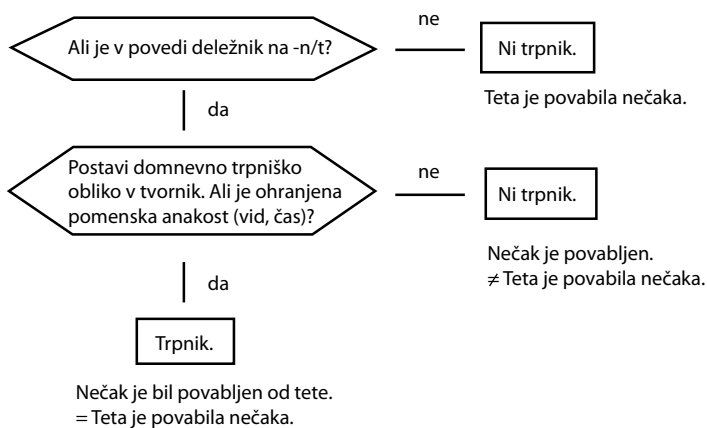 Ali je v povedi deležnik na -n/t?
ne
Ni trpnik.
Teta je povabila nečaka.
da
Postavi domnevno trpniško
obliko v tvornik. Ali je ohranjena
pomenska anakost (vid, čas)?
ne
Ni trpnik.
Nečak je povabljen.
≠ Teta je povabila nečaka.
da
Trpnik.
Nečak je bil povabljen od tete.
= Teta je povabila nečaka.